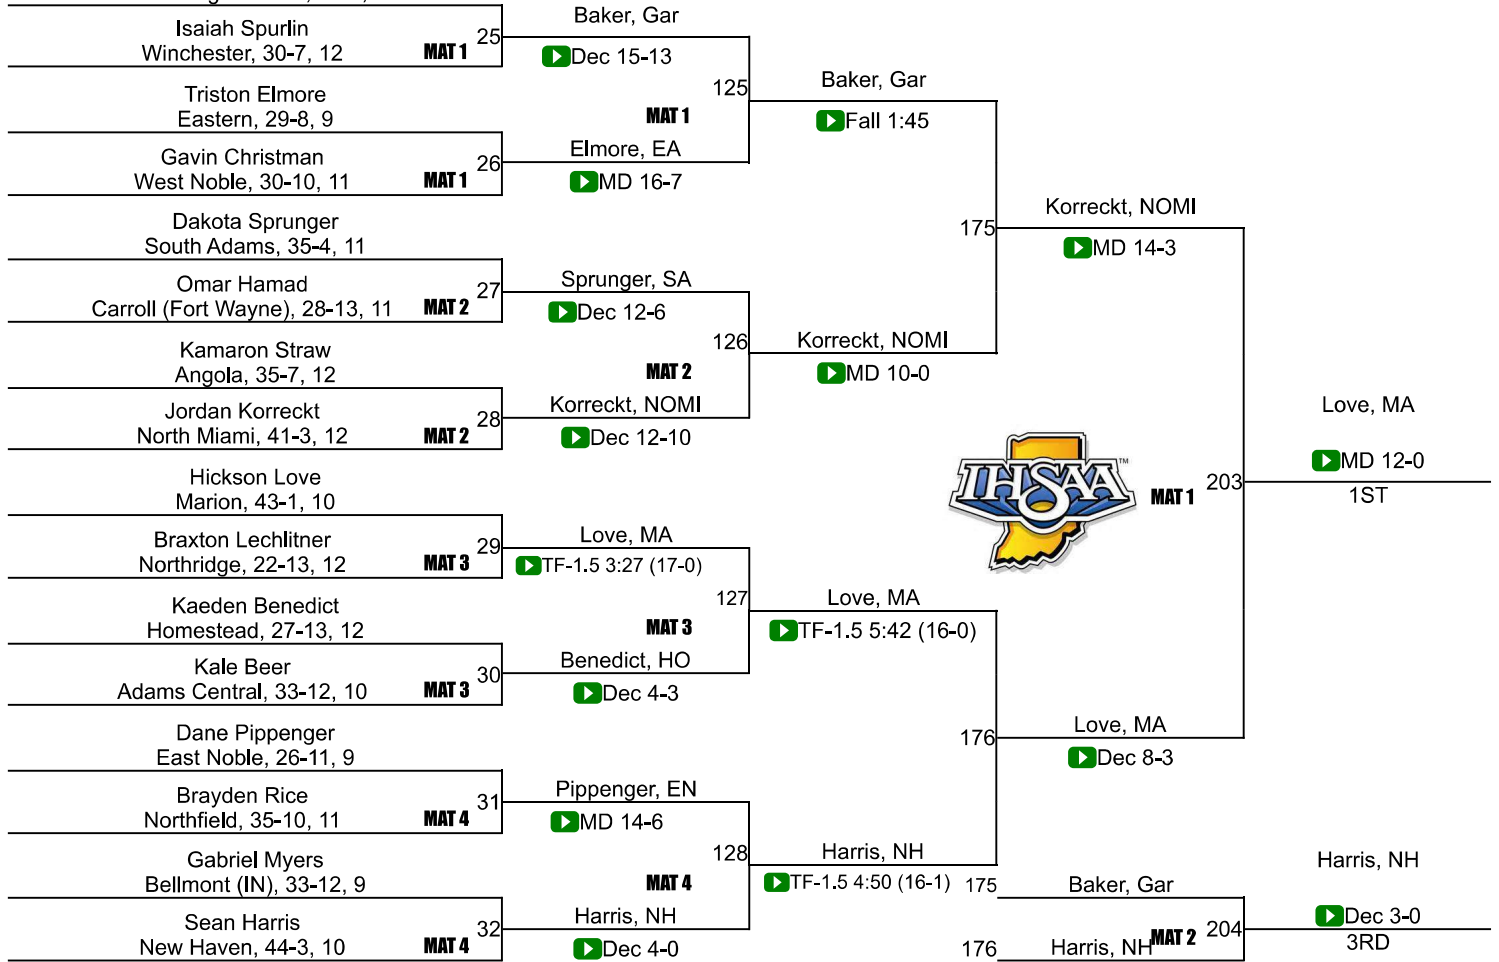 Isaiah Spurlin
Winchester, 30-7, 12
MAT 1
25
Triston Elmore
Eastern, 29-8, 9
Gavin Christman
West Noble, 30-10, 11
MAT 1
26
Dakota Sprunger
South Adams, 35-4, 11
Omar Hamad
Carroll (Fort Wayne), 28-13, 11
MAT 2
27
Kamaron Straw
Angola, 35-7, 12
Jordan Korreckt
North Miami, 41-3, 12
MAT 2
28
Hickson Love
Marion, 43-1, 10
Braxton Lechlitner
Northridge, 22-13, 12
MAT 3
29
Kaeden Benedict
Homestead, 27-13, 12
Kale Beer
Adams Central, 33-12, 10
MAT 3
30
Dane Pippenger
East Noble, 26-11, 9
Brayden Rice
Northfield, 35-10, 11
MAT 4
31
Gabriel Myers
Bellmont (IN), 33-12, 9
Sean Harris
New Haven, 44-3, 10
MAT 4
32
Baker, Gar
Dec 15-13
MAT 1
125
Elmore, EA
MD 16-7
Sprunger, SA
Dec 12-6
MAT 2
126
Korreckt, NOMI
Dec 12-10
Love, MA
TF-1.5 3:27 (17-0)
MAT 3
127
Benedict, HO
Dec 4-3
Pippenger, EN
MD 14-6
MAT 4
128
Harris, NH
Dec 4-0
Baker, Gar
Fall 1:45
175
Korreckt, NOMI
MD 10-0
Love, MA
TF-1.5 5:42 (16-0)
176
Harris, NH
TF-1.5 4:50 (16-1)
Korreckt, NOMI
MD 14-3
IHSAA™
MAT 1
203
Love, MA
Dec 8-3
175
Baker, Gar
176
Harris, NH
MAT 2
204
Love, MA
MD 12-0
1ST
Harris, NH
Dec 3-0
3RD